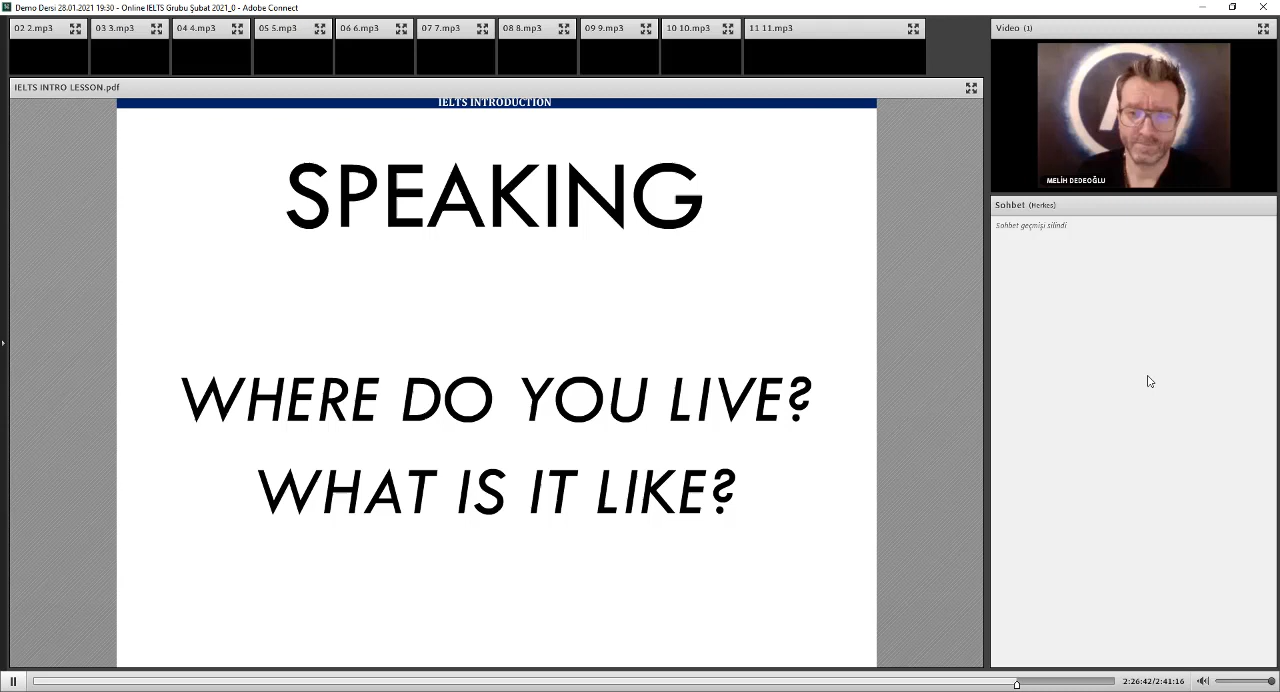 Demo Dersi 28.01.2021 19:30 - Online IELTS Grubu Şubat 2021_0 - Adobe Connect
02 2.mp3
03 3.mp3
04 4.mp3
05 5.mp3
06 6.mp3
07 7.mp3
08 8.mp3
09 9.mp3
10 10.mp3
11 11.mp3
Video (1)
MELİH DEDEOĞLU
IELTS INTRO LESSON.pdf
IELTS INTRODUCTION
SPEAKING
WHERE DO YOU LIVE?
WHAT IS IT LIKE?
Sohbet (Herkes)
Sohbet geçmişi silindi
2:26:42/2:41:16